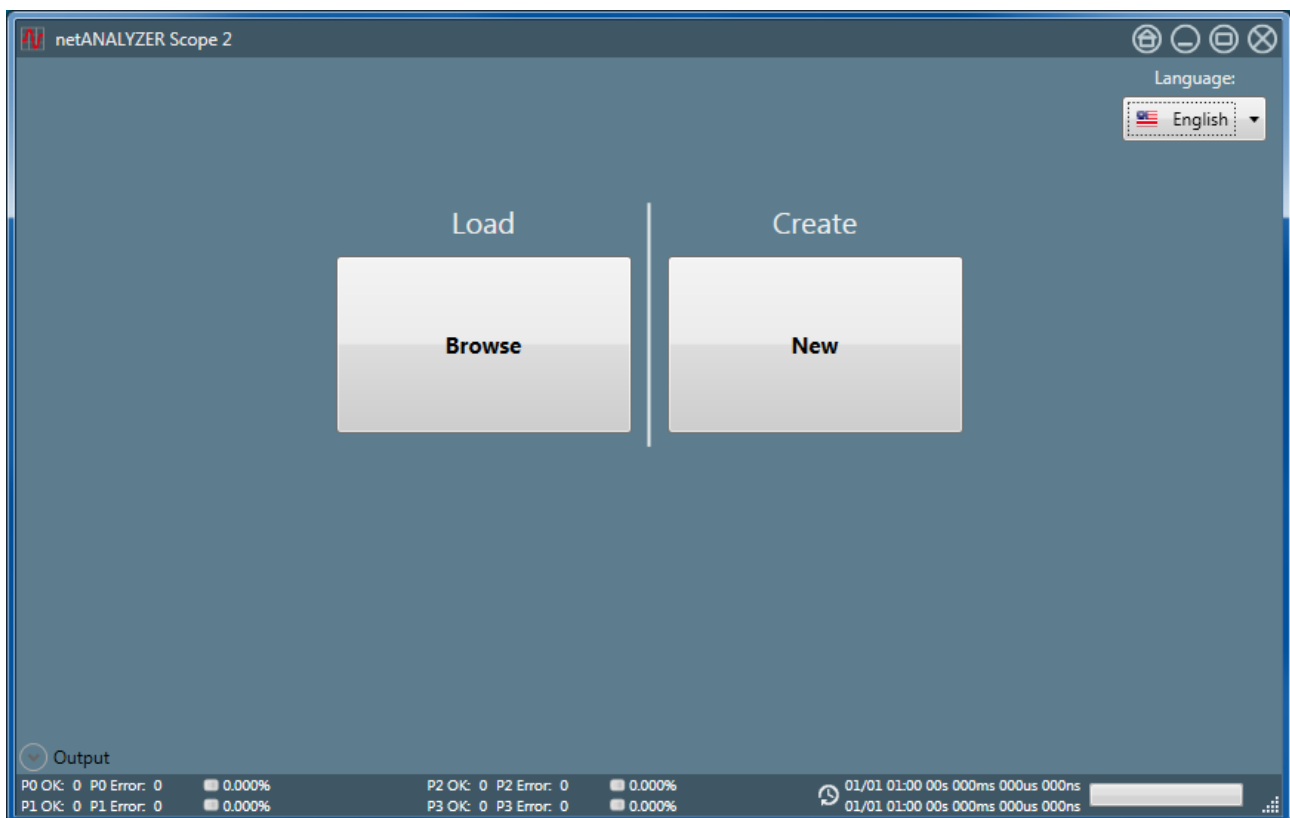 netANALYZER Scope 2
Language:
English
Load
Create
Browse
New
Output
P0 OK: 0 P0 Error: 0 0.000% P2 OK: 0 P2 Error: 0 0.000% 01/01 01:00 00s 000ms 000us 000ns
P1 OK: 0 P1 Error: 0 0.000% P3 OK: 0 P3 Error: 0 0.000% 01/01 01:00 00s 000ms 000us 000ns